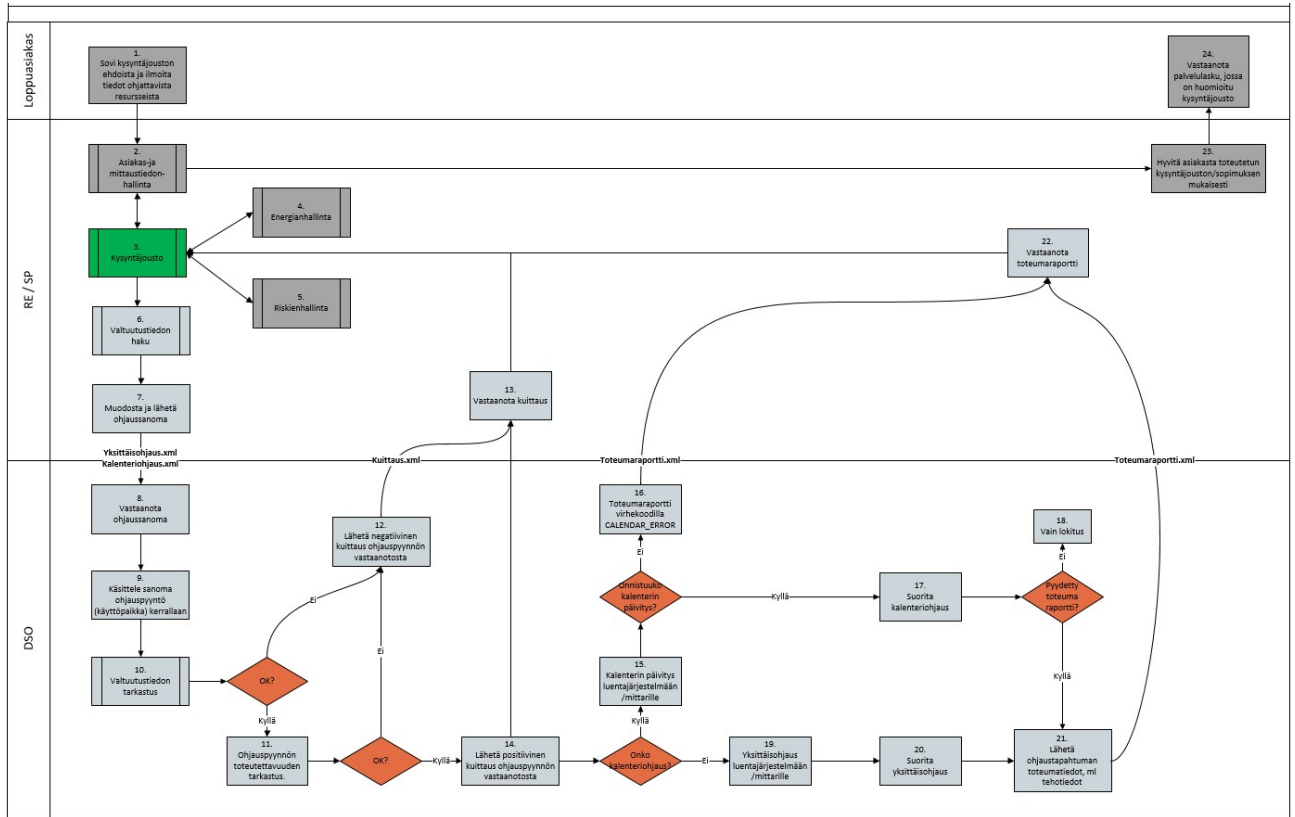 Loppuasiakas
1.
Sovi kysyntäjouston
ehdoista ja ilmoita
tiedot ohjattavista
resursseista
24.
Vastaanota
palvelulasku, jossa
on huomioitu
kysyntäjousto
RE / SP
2.
Asiakas-ja
mittaustiedon-
hallinta
23.
Hyvitä asiakasta toteutetun
kysyntäjouston/sopimuksen
mukaisesti
4.
Energianhallinta
3.
Kysyntäjousto
22.
Vastaanota
toteumaraportti
5.
Riskienhallinta
6.
Valtuutustiedon
haku
7.
Muodosta ja lähetä
ohjaussanoma
13.
Vastaanota kuittaus
Yksittäisohjaus.xml
Kalenteriohjaus.xml
Kuittaus.xml
Toteumaraportti.xml
Toteumaraportti.xml
DSO
8.
Vastaanota
ohjaussanoma
12.
Lähetä negatiivinen
kuittaus ohjauspyynnön
vastaanotosta
16.
Toteumaraportti
virhekoodilla
CALENDAR_ERROR
18.
Vain lokitus
Ei
Ei
9.
Käsittele sanoma
ohjauspyyntö
(käyttöpaikka) kerrallaan
Ei
Onnistuuko
kalenterin
päivitys?
Kyllä
17.
Suorita
kalenteriohjaus
Pyydetty
toteuma
raportti?
Ei
10.
Valtuutustiedon
tarkastus
OK?
15.
Kalenterin päivitys
luentajärjestelmään
/mittarille
Kyllä
Kyllä
Kyllä
11.
Ohjauspyynnön
toteutettavuuden
tarkastus.
OK?
Kyllä
14.
Lähetä positiivinen
kuittaus ohjauspyynnön
vastaanotosta
Onko
kalenteriohjaus?
Ei
19.
Yksittäisohjaus
luentajärjestelmään
/mittarille
20.
Suorita
yksittäisohjaus
21.
Lähetä
ohjaustapahtuman
toteumatiedot, ml
tehotiedot